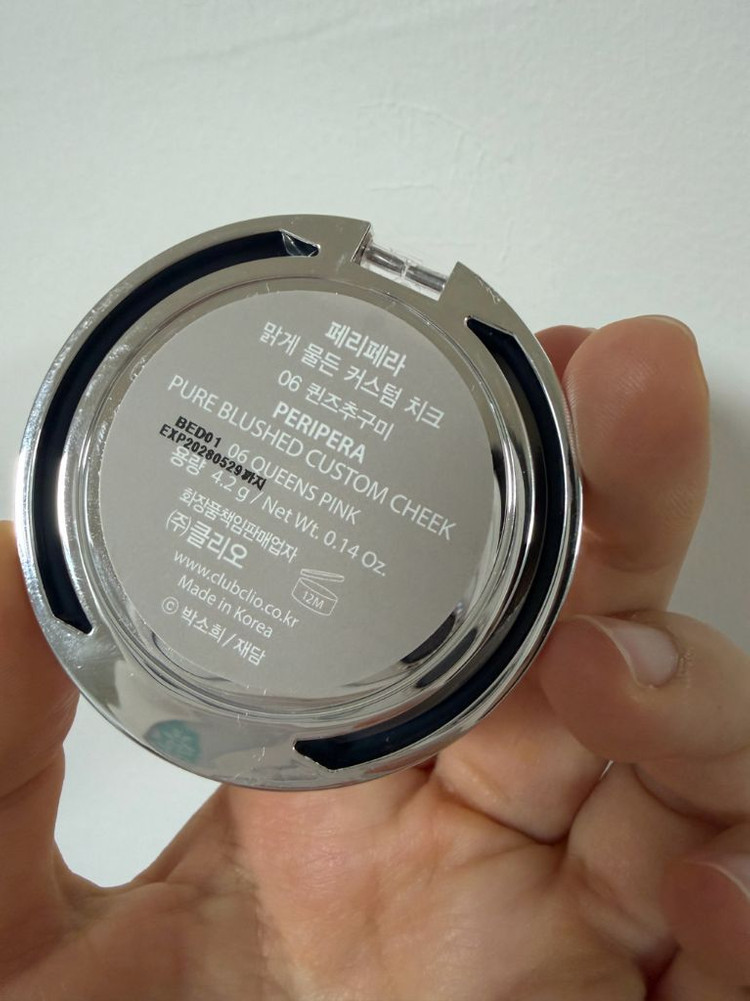 페리페라
맑게 물든 커스텀 치크
06 퀸즈추구미
PERIPERA
PURE BLUSHED CUSTOM CHEEK
06 QUEENS PINK
BED01
EXP20280529까지
용량 4.2 g / Net Wt. 0.14 Oz.
화장품책임판매업자
(주)클리오
www.clubclio.co.kr
Made in Korea
ⓒ 박소희/재담
12M